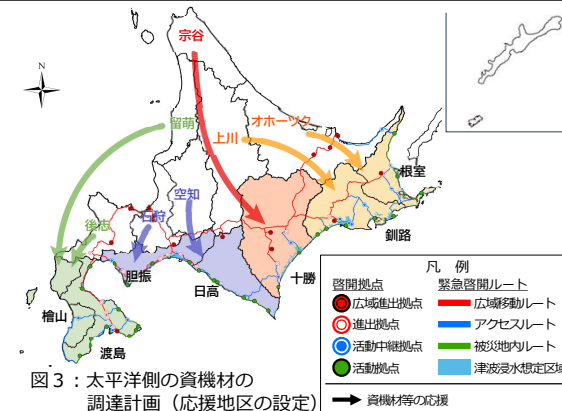 宗谷
N
留萌
オホーツク
上川
根室
空知
石狩
後志
釧路
胆振
十勝
日高
檜山
渡島
凡 例
啓開拠点 緊急啓開ルート
広域進出拠点 広域移動ルート
進出拠点 アクセスルート
活動中継拠点 被災地内ルート
活動拠点 津波浸水想定区域
資機材等の応援
図3：太平洋側の資機材の
調達計画（応援地区の設定）